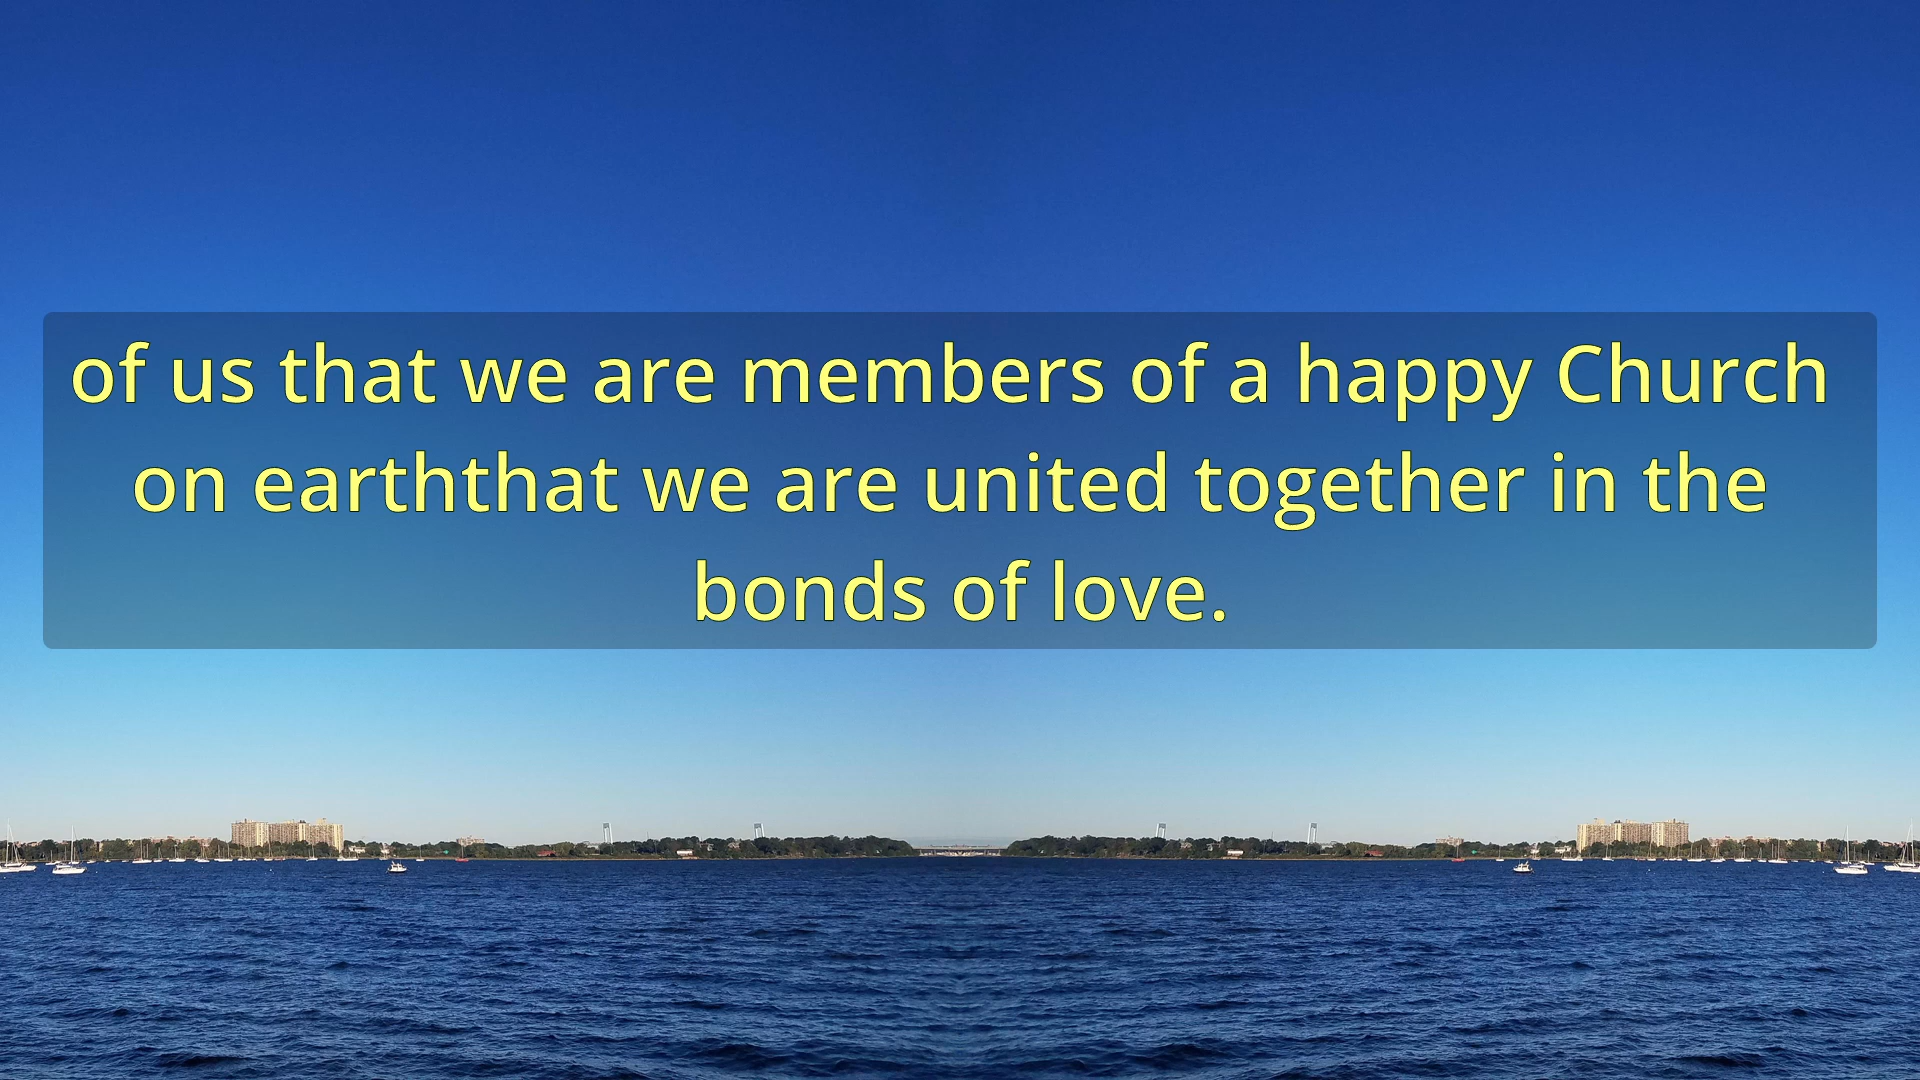 of us that we are members of a happy Church
on earththat we are united together in the
bonds of love.